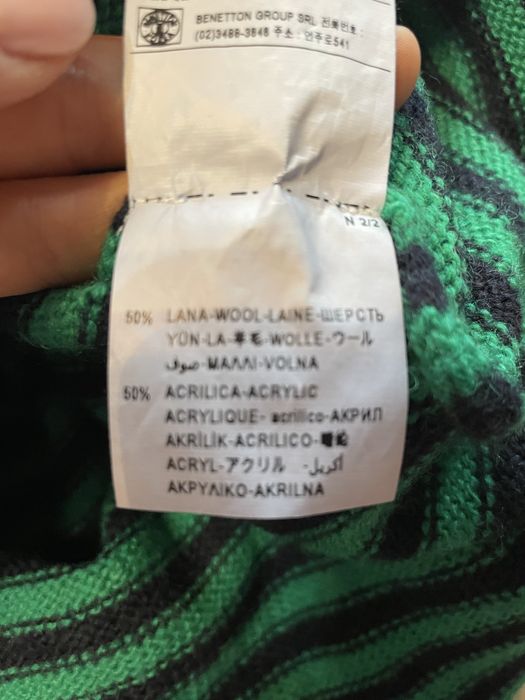 BENETTON GROUP SRL 전화번호 :
(02)3488-3848 주소 : 언주로541
N 2/2
50% LANA-WOOL-LAINE-ШЕРСТЬ
YÜN-LA-羊毛-WOLLE-ウール
صوف-ΜΑΛΛΙ-VOLNA
50% ACRILICA-ACRYLIC
ACRYLIQUE- acrílico-АКРИЛ
AKRİLİK-ACRILICO-
ACRYL-アクリル -أكريل
ΑΚΡΥΛΙΚΟ-AKRILNA